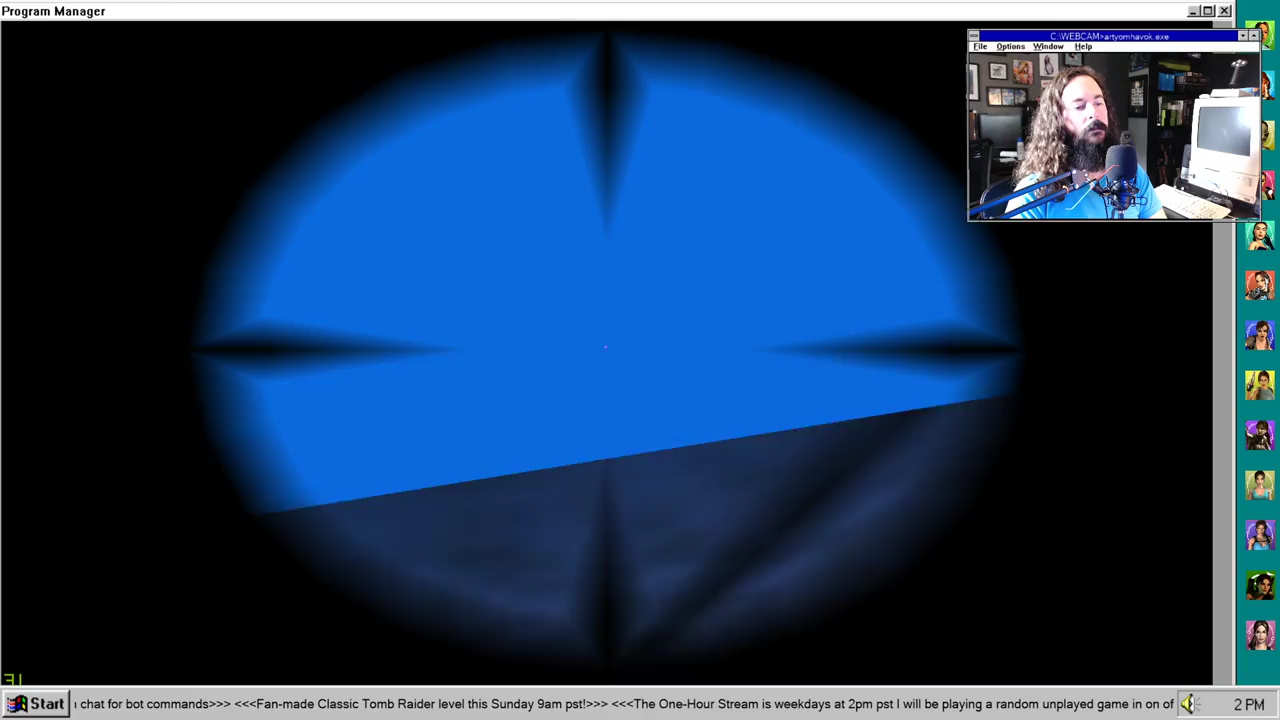 Program Manager
C:\WEBCAM>artyomhavok.exe
File Options Window Help
Start
chat for bot commands>>> <<<Fan-made Classic Tomb Raider level this Sunday 9am pst!>>> <<<The One-Hour Stream is weekdays at 2pm pst I will be playing a random unplayed game in on of
2 PM